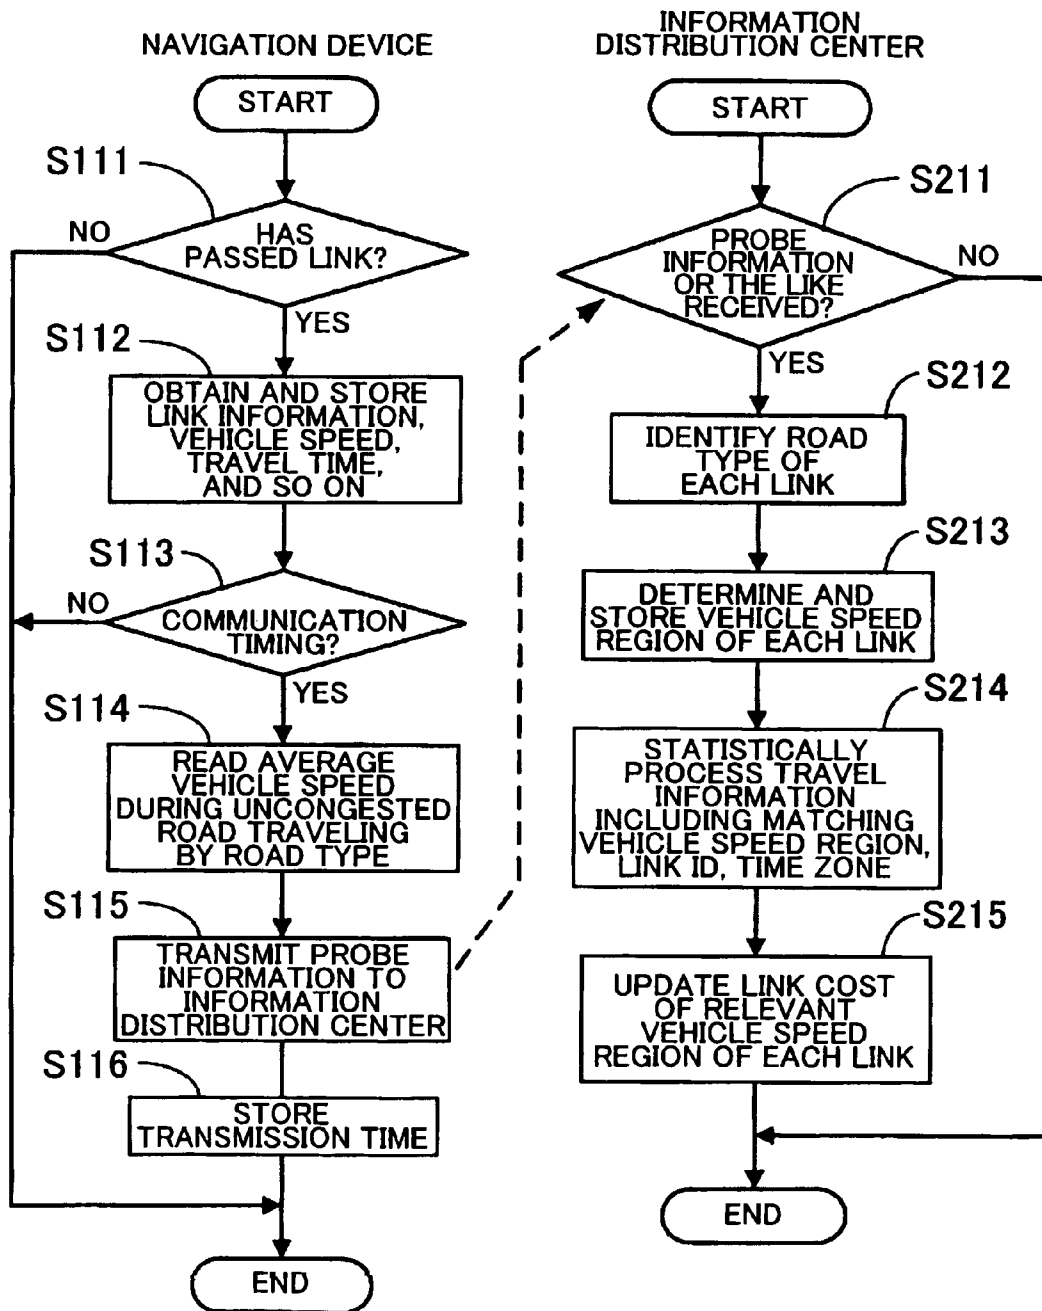 NAVIGATION DEVICE
START
S111
NO
HAS
PASSED LINK?
YES
S112
OBTAIN AND STORE
LINK INFORMATION,
VEHICLE SPEED,
TRAVEL TIME,
AND SO ON
S113
NO
COMMUNICATION
TIMING?
YES
S114
READ AVERAGE
VEHICLE SPEED
DURING UNCONGESTED
ROAD TRAVELING
BY ROAD TYPE
S115
TRANSMIT PROBE
INFORMATION TO
INFORMATION
DISTRIBUTION CENTER
S116
STORE
TRANSMISSION TIME
END
INFORMATION
DISTRIBUTION CENTER
START
S211
PROBE
INFORMATION
OR THE LIKE
RECEIVED?
NO
YES
S212
IDENTIFY ROAD
TYPE OF
EACH LINK
S213
DETERMINE AND
STORE VEHICLE SPEED
REGION OF EACH LINK
S214
STATISTICALLY
PROCESS TRAVEL
INFORMATION
INCLUDING MATCHING
VEHICLE SPEED REGION,
LINK ID, TIME ZONE
S215
UPDATE LINK COST
OF RELEVANT
VEHICLE SPEED
REGION OF EACH LINK
END